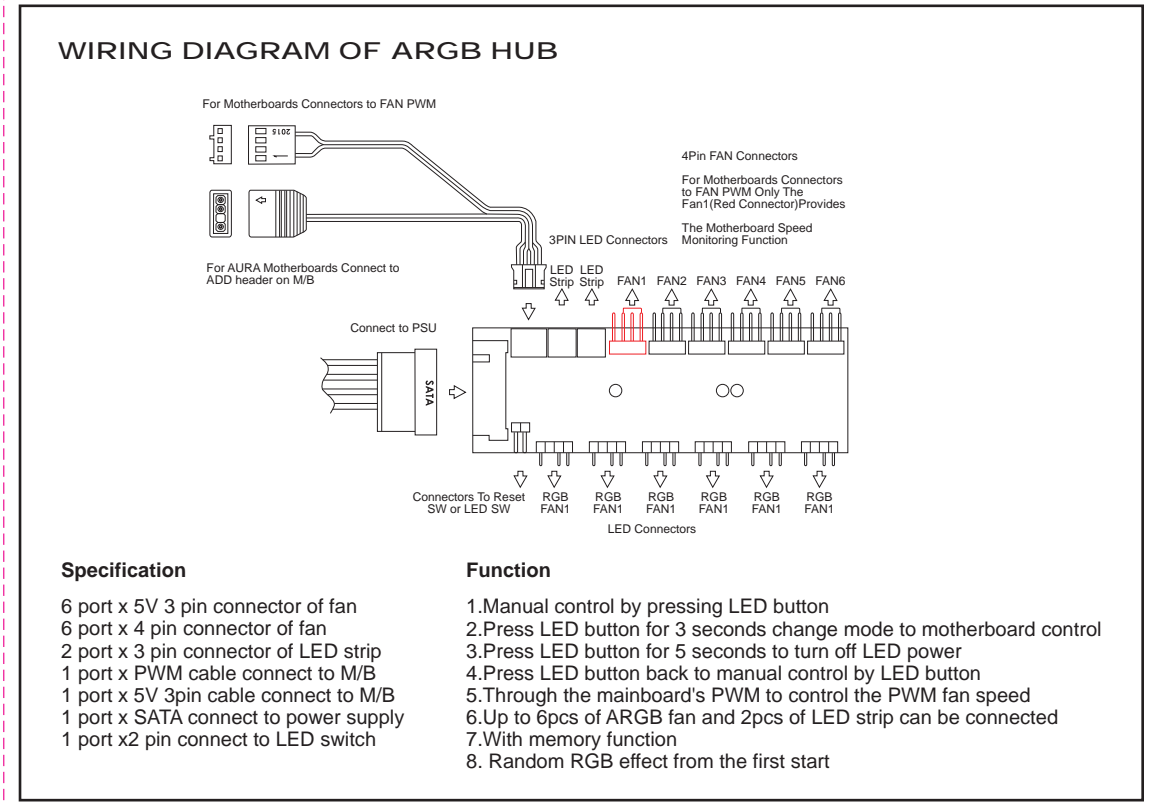 WIRING DIAGRAM OF ARGB HUB
For Motherboards Connectors to FAN PWM
2015
4Pin FAN Connectors
For Motherboards Connectors
to FAN PWM Only The
Fan1(Red Connector)Provides
The Motherboard Speed
Monitoring Function
3PIN LED Connectors
For AURA Motherboards Connect to
ADD header on M/B
LED
Strip
LED
Strip
FAN1 FAN2 FAN3 FAN4 FAN5 FAN6
Connect to PSU
SATA
Connectors To Reset
SW or LED SW
RGB
FAN1
RGB
FAN1
RGB
FAN1
RGB
FAN1
RGB
FAN1
RGB
FAN1
LED Connectors
Specification
6 port x 5V 3 pin connector of fan
6 port x 4 pin connector of fan
2 port x 3 pin connector of LED strip
1 port x PWM cable connect to M/B
1 port x 5V 3pin cable connect to M/B
1 port x SATA connect to power supply
1 port x2 pin connect to LED switch
Function
1.Manual control by pressing LED button
2.Press LED button for 3 seconds change mode to motherboard control
3.Press LED button for 5 seconds to turn off LED power
4.Press LED button back to manual control by LED button
5.Through the mainboard's PWM to control the PWM fan speed
6.Up to 6pcs of ARGB fan and 2pcs of LED strip can be connected
7.With memory function
8. Random RGB effect from the first start